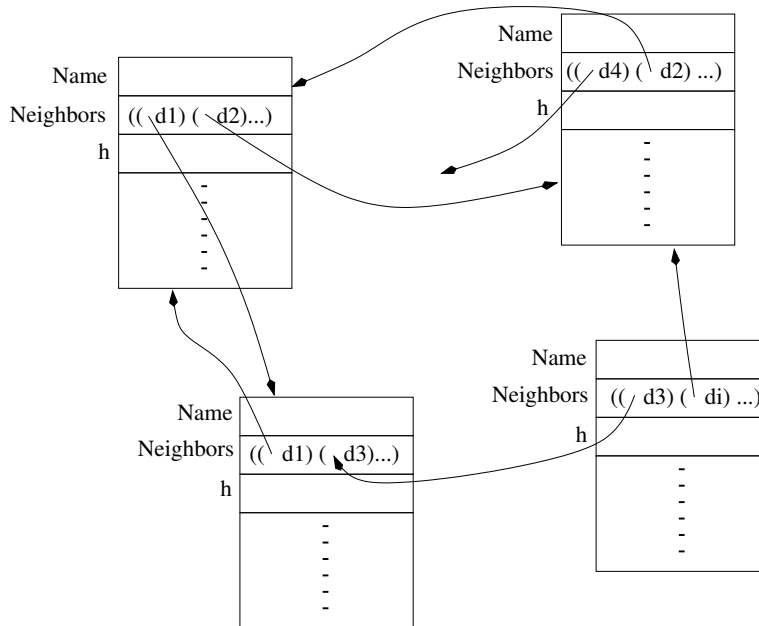 Name
Neighbors
((  d1) (  d2)...)
h
Name
Neighbors
((  d4) (  d2) ...)
h
Name
Neighbors
((  d1) (  d3)...)
h
Name
Neighbors
((  d3) (  di) ...)
h